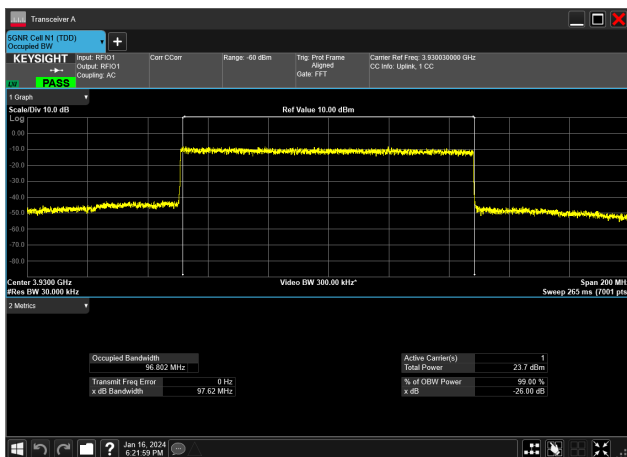 Transceiver A
5GNR Cell N1 (TDD)
Occupied BW
KEYSIGHT Input: RFIO1 Corr CCorr Range: -60 dBm Trig: Prot Frame Carrier Ref Freq: 3.930030000 GHz
Output: RFIO1 Aligned CC Info: Uplink, 1 CC
Coupling: AC Gate: FFT
LXI PASS
1 Graph
Scale/Div 10.0 dB Ref Value 10.00 dBm
Log
0.00
-10.0
-20.0
-30.0
-40.0
-50.0
-60.0
-70.0
-80.0
Center 3.9300 GHz Video BW 300.00 kHz* Span 200 MHz
#Res BW 30.000 kHz Sweep 265 ms (7001 pts
2 Metrics
Occupied Bandwidth Active Carrier(s) 1
96.802 MHz Total Power 23.7 dBm
Transmit Freq Error 0 Hz % of OBW Power 99.00 %
x dB Bandwidth 97.62 MHz x dB -26.00 dB
Jan 16, 2024
6:21:59 PM